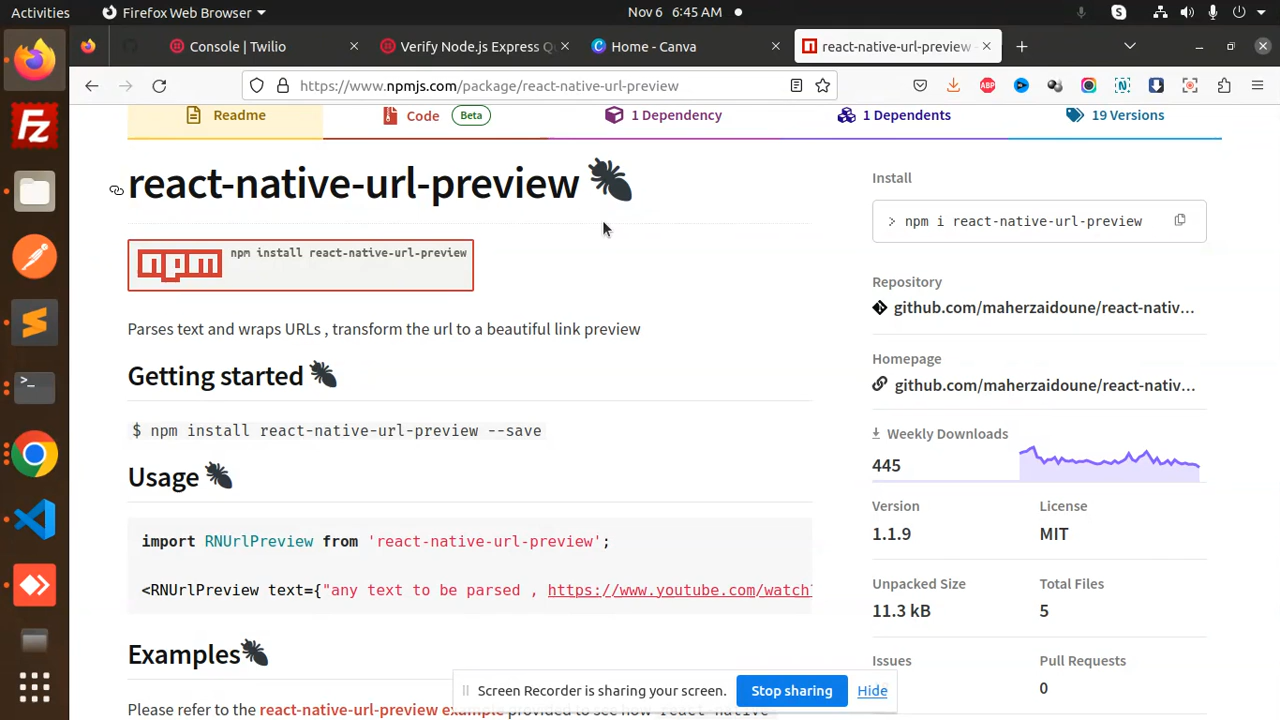 Activities
Firefox Web Browser
Nov 6 6:45 AM
Console | Twilio
Verify Node.js Express Qu
Home - Canva
react-native-url-preview -
https://www.npmjs.com/package/react-native-url-preview
Readme
Code Beta
1 Dependency
1 Dependents
19 Versions
react-native-url-preview
npm install react-native-url-preview
Parses text and wraps URLs , transform the url to a beautiful link preview
Getting started
$ npm install react-native-url-preview --save
Usage
import RNUrlPreview from 'react-native-url-preview';
<RNUrlPreview text={"any text to be parsed , https://www.youtube.com/watch?
Examples
Please refer to the react-native-url-preview example provided to see how react-native
Install
> npm i react-native-url-preview
Repository
github.com/maherzaidoune/react-nativ...
Homepage
github.com/maherzaidoune/react-nativ...
Weekly Downloads
445
Version
License
1.1.9
MIT
Unpacked Size
Total Files
11.3 kB
5
Issues
Pull Requests
0
Screen Recorder is sharing your screen.
Stop sharing
Hide